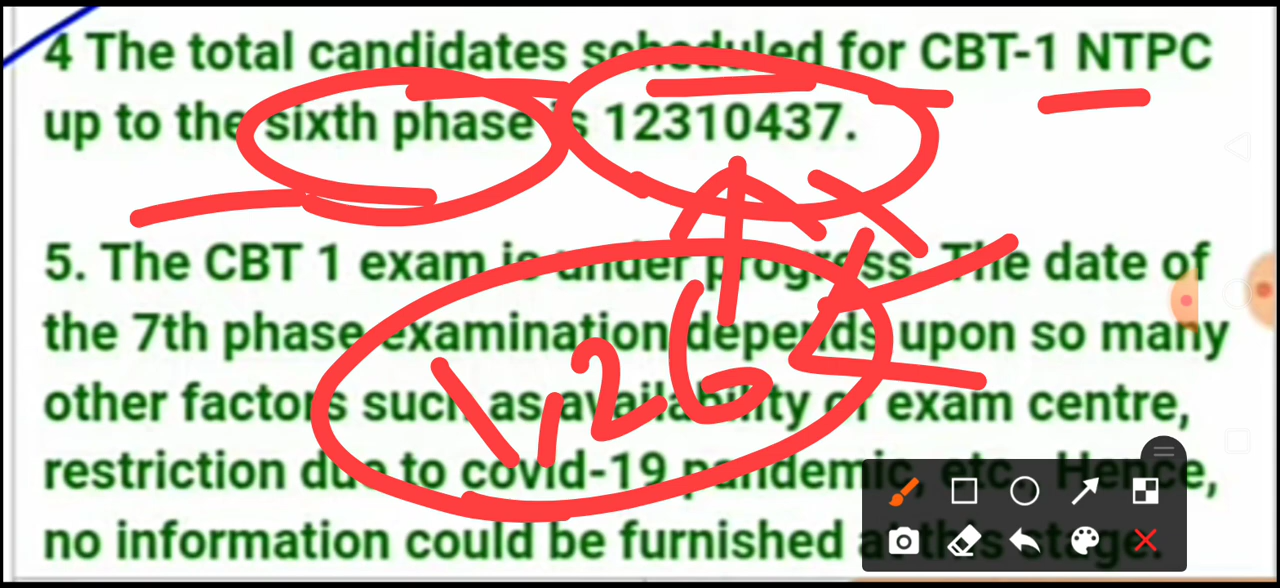 4 The total candidates scheduled for CBT-1 NTPC
up to the sixth phase is 12310437.
5. The CBT 1 exam is under progress. The date of
the 7th phase examination depends upon so many
other factors such as availability of exam centre,
restriction due to covid-19 pandemic, etc., Hence,
no information could be furnished at this stage.